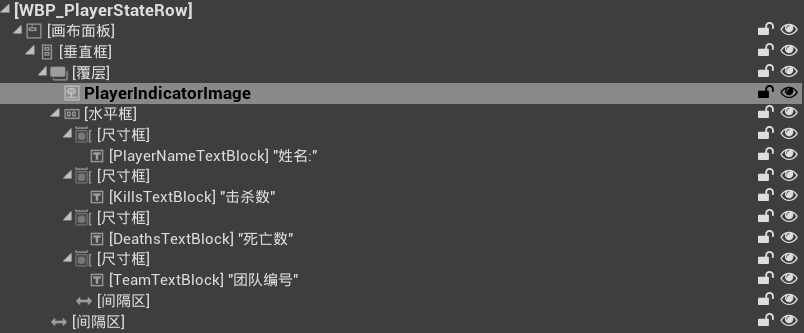 [WBP_PlayerStateRow]
[画布面板]
[垂直框]
[覆层]
PlayerIndicatorImage
[水平框]
[尺寸框]
[PlayerNameTextBlock] "姓名:"
[尺寸框]
[KillsTextBlock] "击杀数"
[尺寸框]
[DeathsTextBlock] "死亡数"
[尺寸框]
[TeamTextBlock] "团队编号"
[间隔区]
[间隔区]